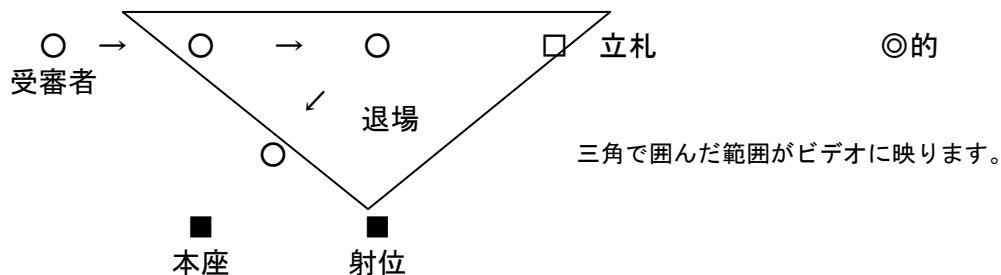 ○ → ○ → ○ □ 立札 ◎的
受審者
↙ 退場
○ 三角で囲んだ範囲がビデオに映ります。
■ ■
本座 射位